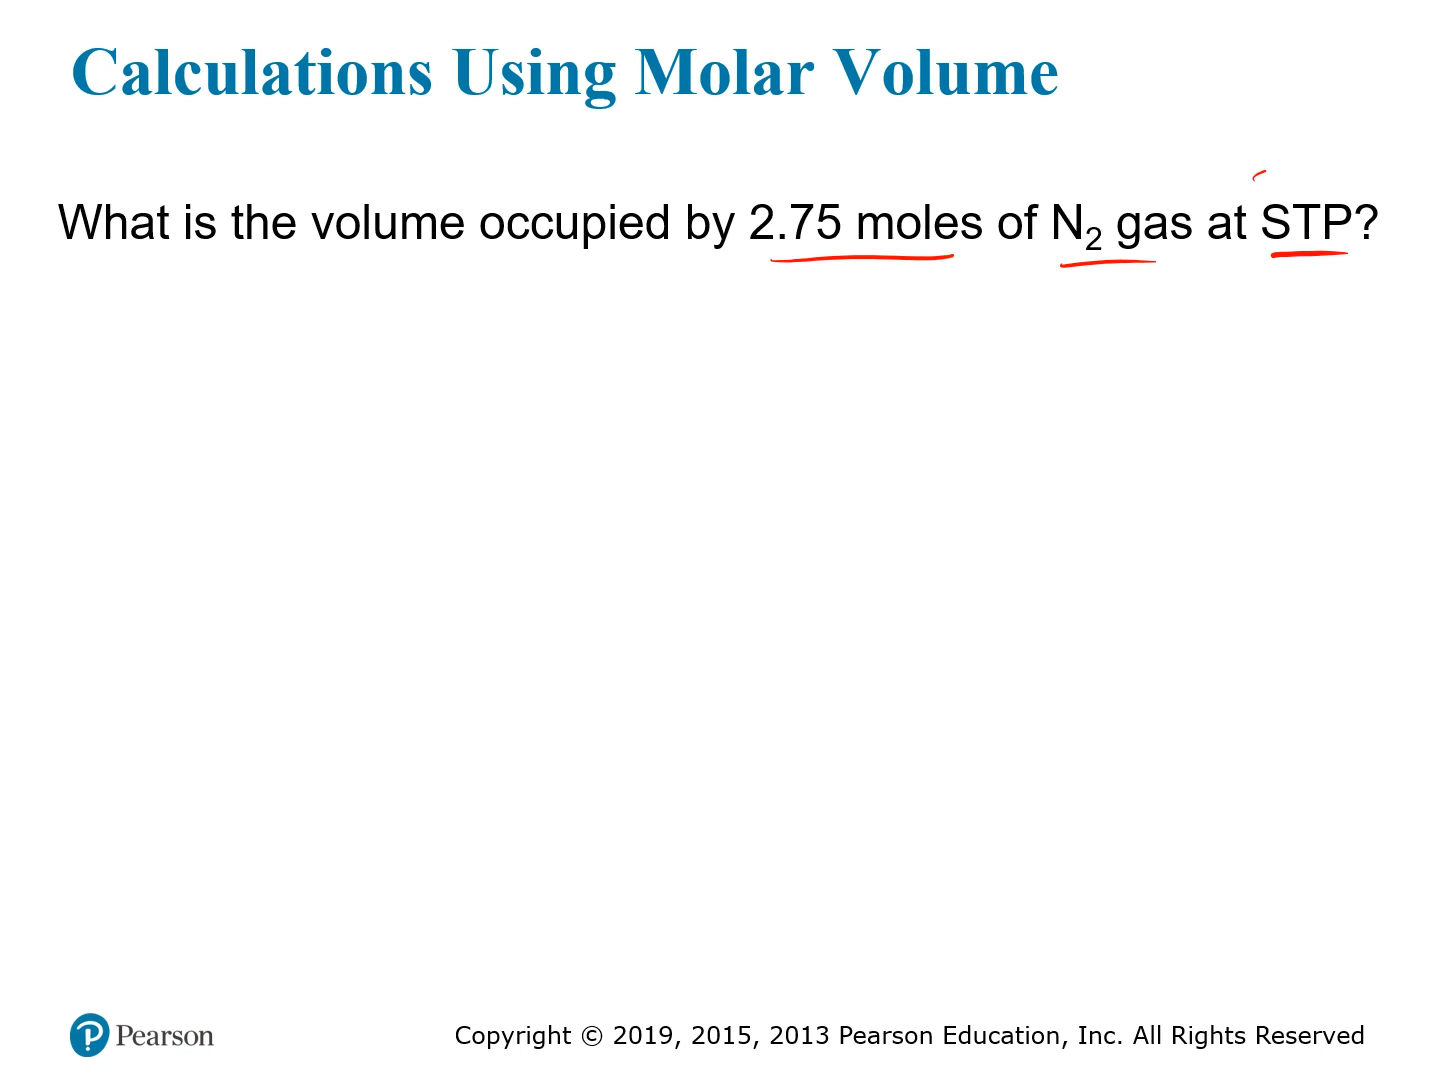 Calculations Using Molar Volume
What is the volume occupied by 2.75 moles of N₂ gas at STP?
Pearson
Copyright © 2019, 2015, 2013 Pearson Education, Inc. All Rights Reserved